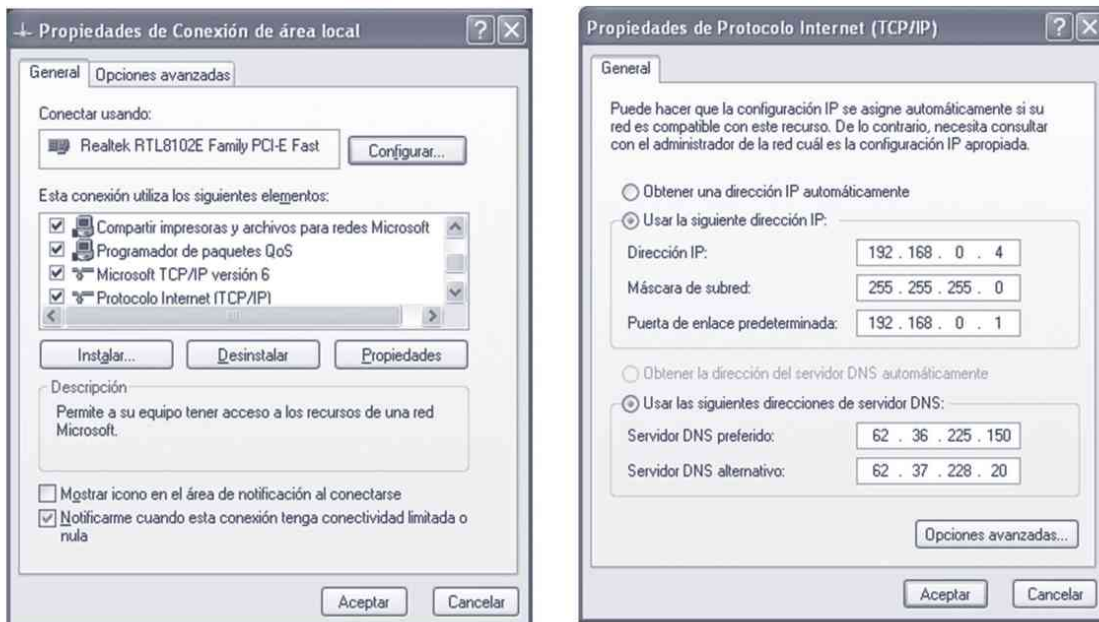 Propiedades de Conexión de área local
General
Opciones avanzadas
Conectar usando:
Realtek RTL8102E Family PCI-E Fast
Configurar...
Esta conexión utiliza los siguientes elementos:
Compartir impresoras y archivos para redes Microsoft
Programador de paquetes QoS
Microsoft TCP/IP versión 6
Protocolo Internet (TCP/IP)
Instalar...
Desinstalar
Propiedades
Descripción
Permite a su equipo tener acceso a los recursos de una red
Microsoft.
Mostrar icono en el área de notificación al conectarse
Notificarme cuando esta conexión tenga conectividad limitada o
nula
Aceptar
Cancelar
Propiedades de Protocolo Internet (TCP/IP)
General
Puede hacer que la configuración IP se asigne automáticamente si su
red es compatible con este recurso. De lo contrario, necesita consultar
con el administrador de la red cuál es la configuración IP apropiada.
Obtener una dirección IP automáticamente
Usar la siguiente dirección IP:
Dirección IP: 192 . 168 . 0 . 4
Máscara de subred: 255 . 255 . 255 . 0
Puerta de enlace predeterminada: 192 . 168 . 0 . 1
Obtener la dirección del servidor DNS automáticamente
Usar las siguientes direcciones de servidor DNS:
Servidor DNS preferido: 62 . 36 . 225 . 150
Servidor DNS alternativo: 62 . 37 . 228 . 20
Opciones avanzadas...
Aceptar
Cancelar